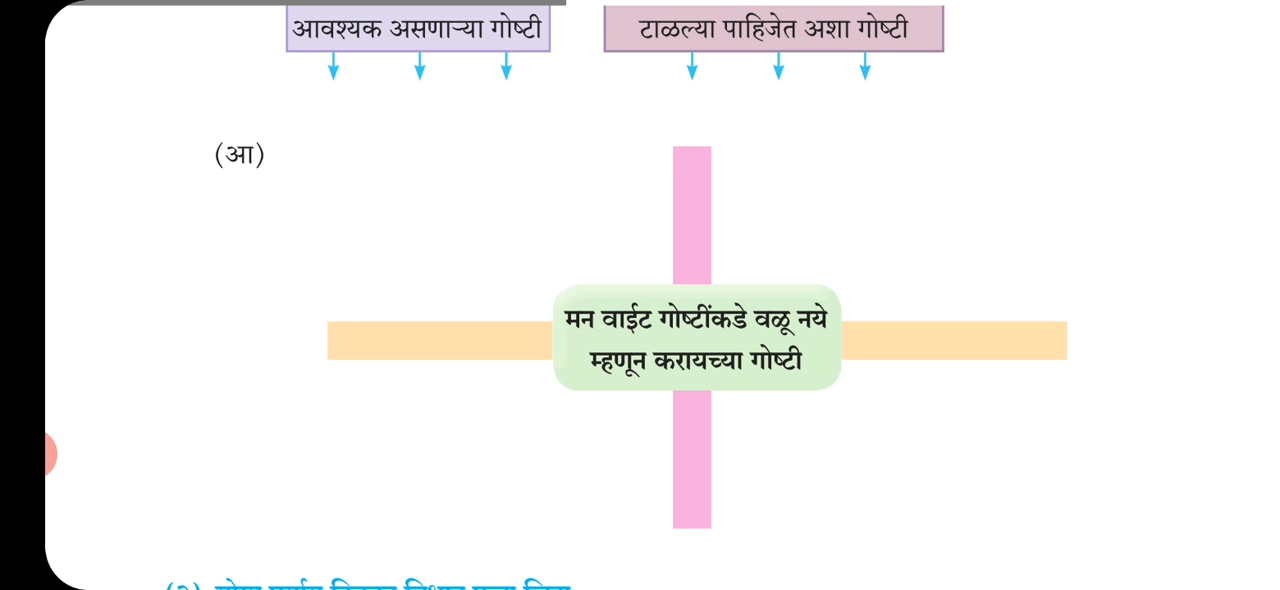 आवश्यक असणाऱ्या गोष्टी
टाळल्या पाहिजेत अशा गोष्टी
(आ)
मन वाईट गोष्टींकडे वळू नये
म्हणून करायच्या गोष्टी